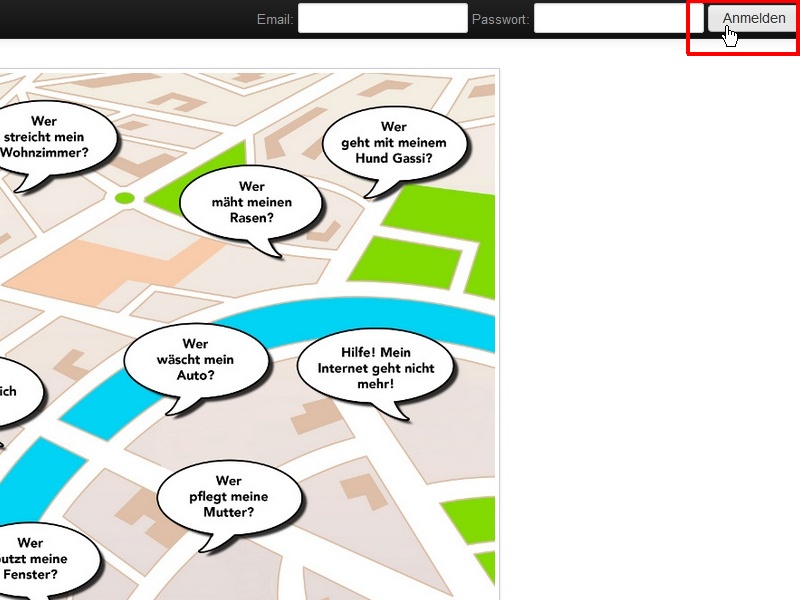 Email: Passwort: Anmelden
Wer
streicht mein
Wohnzimmer?
Wer
geht mit meinem
Hund Gassi?
Wer
mäht meinen
Rasen?
Wer
wäscht mein
Auto?
Hilfe! Mein
Internet geht nicht
mehr!
ich
Wer
pflegt meine
Mutter?
Wer
utzt meine
Fenster?